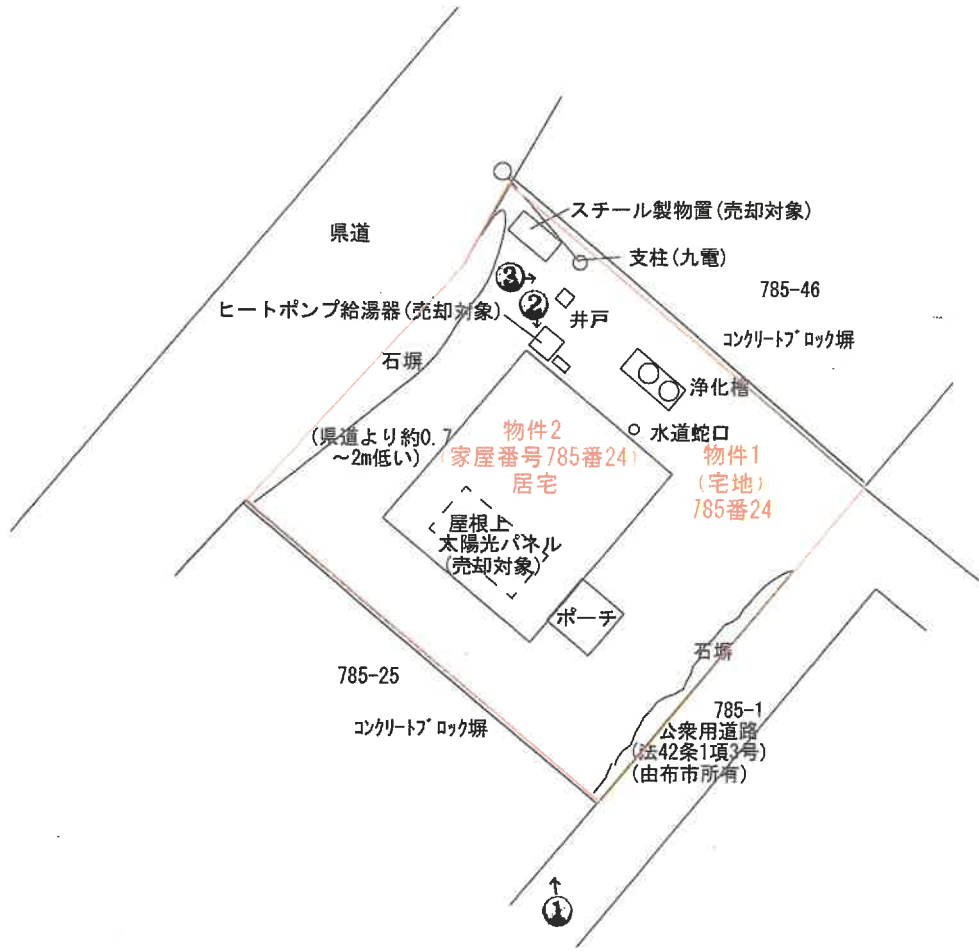 スチール製物置(売却対象)
県道
支柱(九電)
785-46
③
②
井戸
ヒートポンプ給湯器(売却対象)
コンクリートブロック塀
石塀
浄化槽
(県道より約0.7
~2m低い)
物件2
(家屋番号785番24)
居宅
水道蛇口
物件1
(宅地)
785番24
屋根上
太陽光パネル
(売却対象)
ポーチ
石塀
785-25
コンクリートブロック塀
785-1
公衆用道路
(法42条1項3号)
(由布市所有)
①